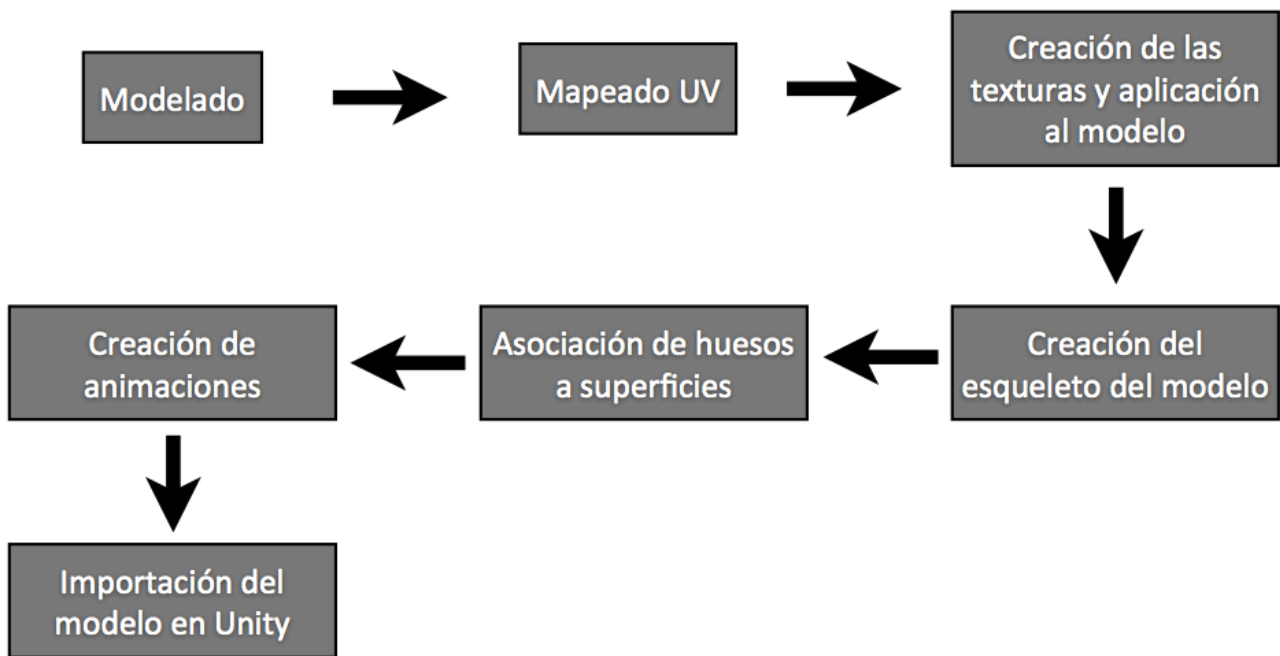 Modelado
Mapeado UV
Creación de las
texturas y aplicación
al modelo
Creación del
esqueleto del modelo
Asociación de huesos
a superficies
Creación de
animaciones
Importación del
modelo en Unity